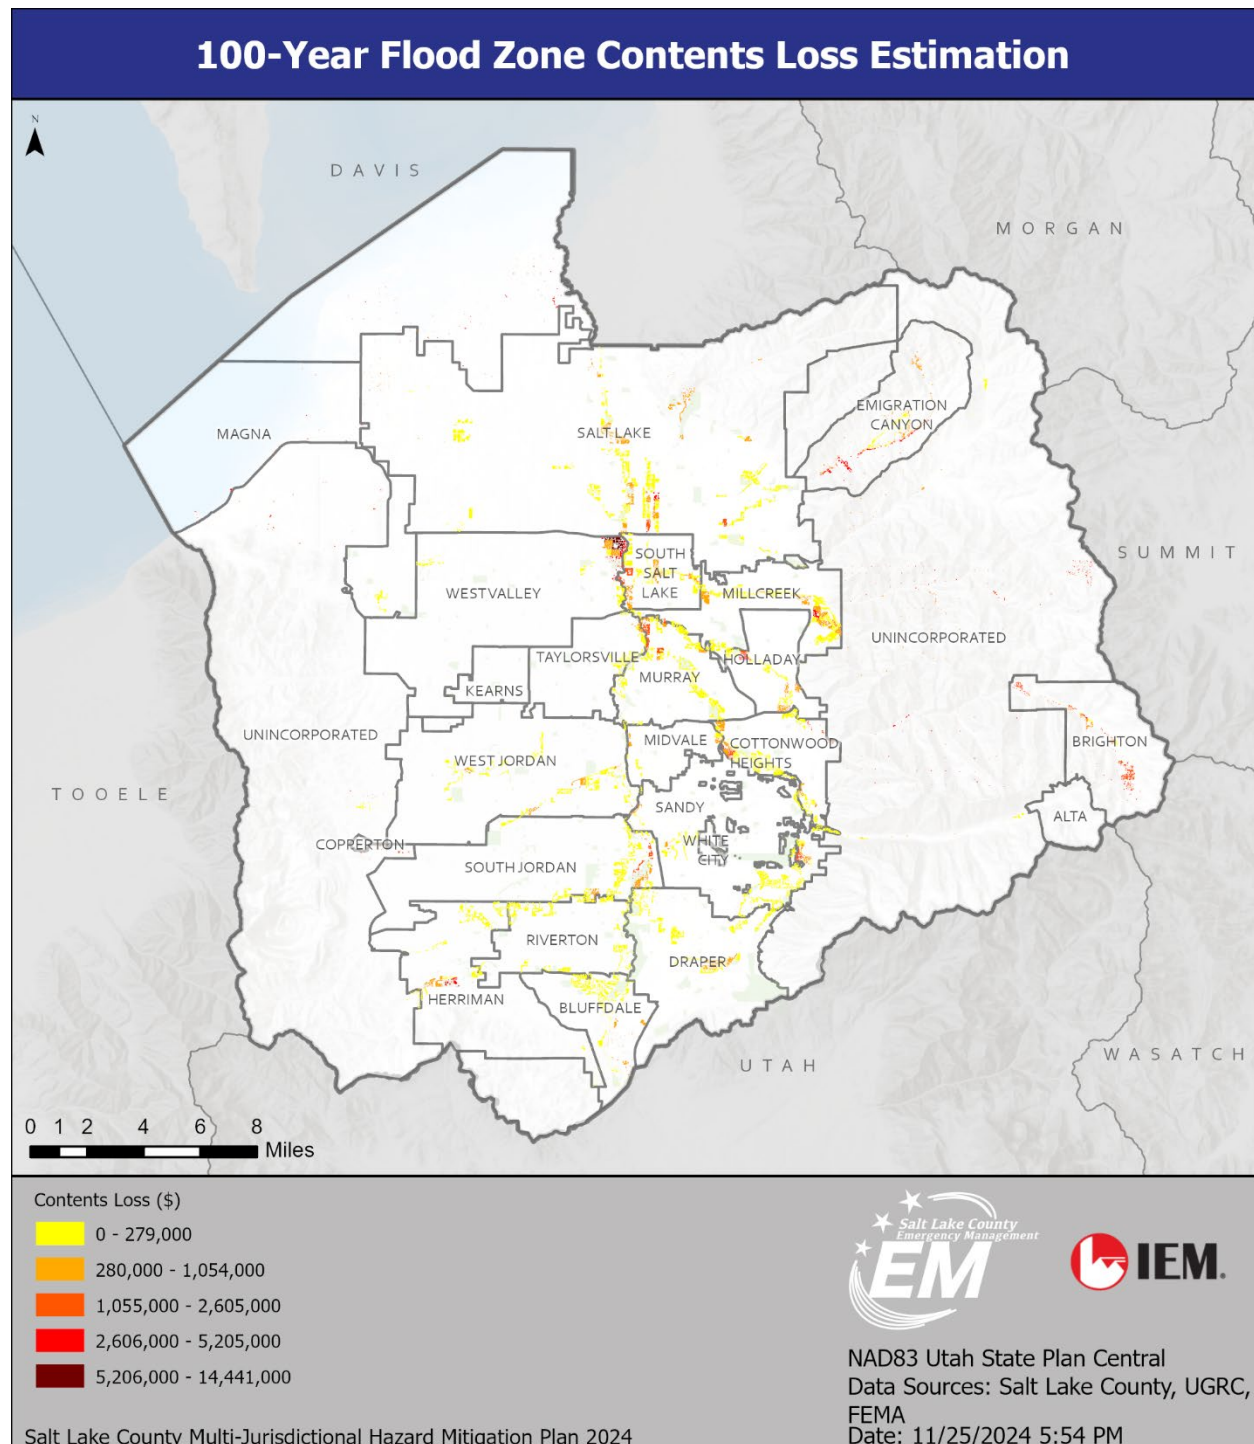 100-Year Flood Zone Contents Loss Estimation
N
DAVIS
MORGAN
EMIGRATION
CANYON
MAGNA
SALT LAKE
SUMMIT
SOUTH
SALT
LAKE
WEST VALLEY
MILLCREEK
UNINCORPORATED
TAYLORSVILLE
HOLLADAY
MURRAY
KEARNS
UNINCORPORATED
MIDVALE
COTTONWOOD
HEIGHTS
BRIGHTON
WEST JORDAN
TOOELE
SANDY
ALTA
COPPERTON
WHITE
CITY
SOUTH JORDAN
RIVERTON
DRAPER
HERRIMAN
BLUFFDALE
UTAH
WASATCH
0 1 2 4 6 8
Miles
Contents Loss ($)
0 - 279,000
280,000 - 1,054,000
1,055,000 - 2,605,000
2,606,000 - 5,205,000
5,206,000 - 14,441,000
Salt Lake County
Emergency Management
EM
IEM.
NAD83 Utah State Plan Central
Data Sources: Salt Lake County, UGRC,
FEMA
Date: 11/25/2024 5:54 PM
Salt Lake County Multi-Jurisdictional Hazard Mitigation Plan 2024